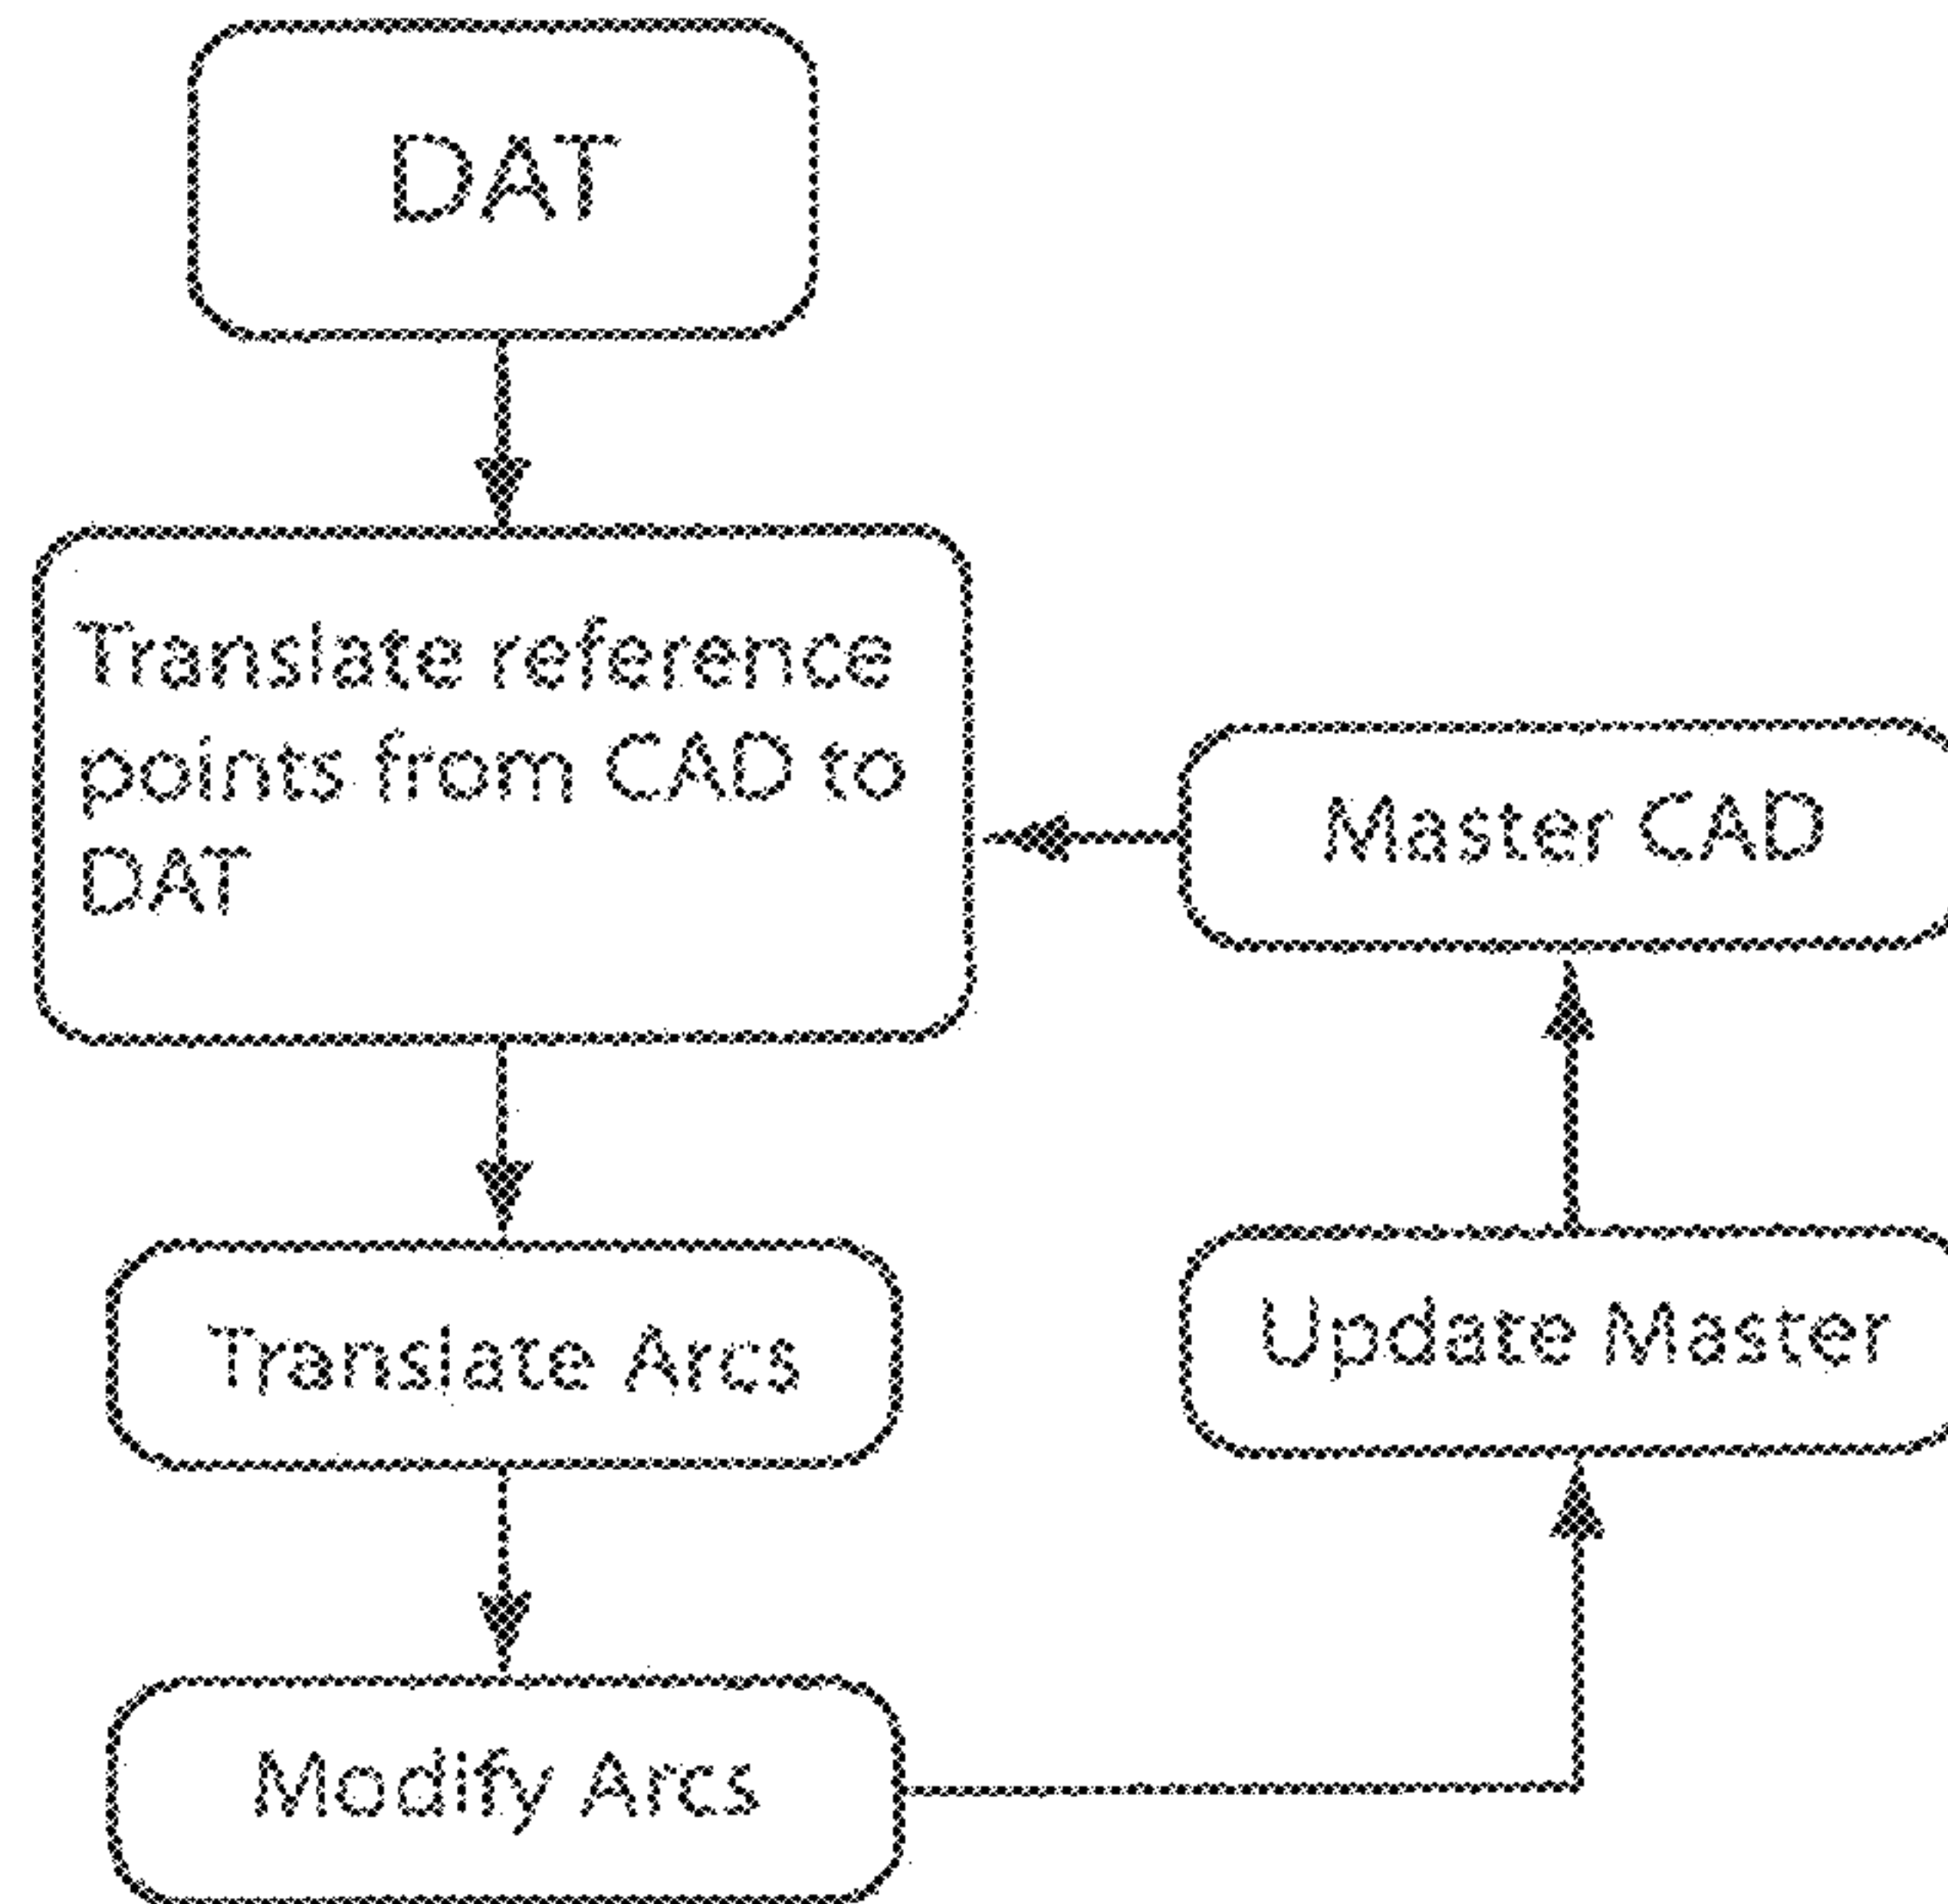 DAT
Translate reference
points from CAD to
DAT
Master CAD
Translate Arcs
Update Master
Modify Arcs